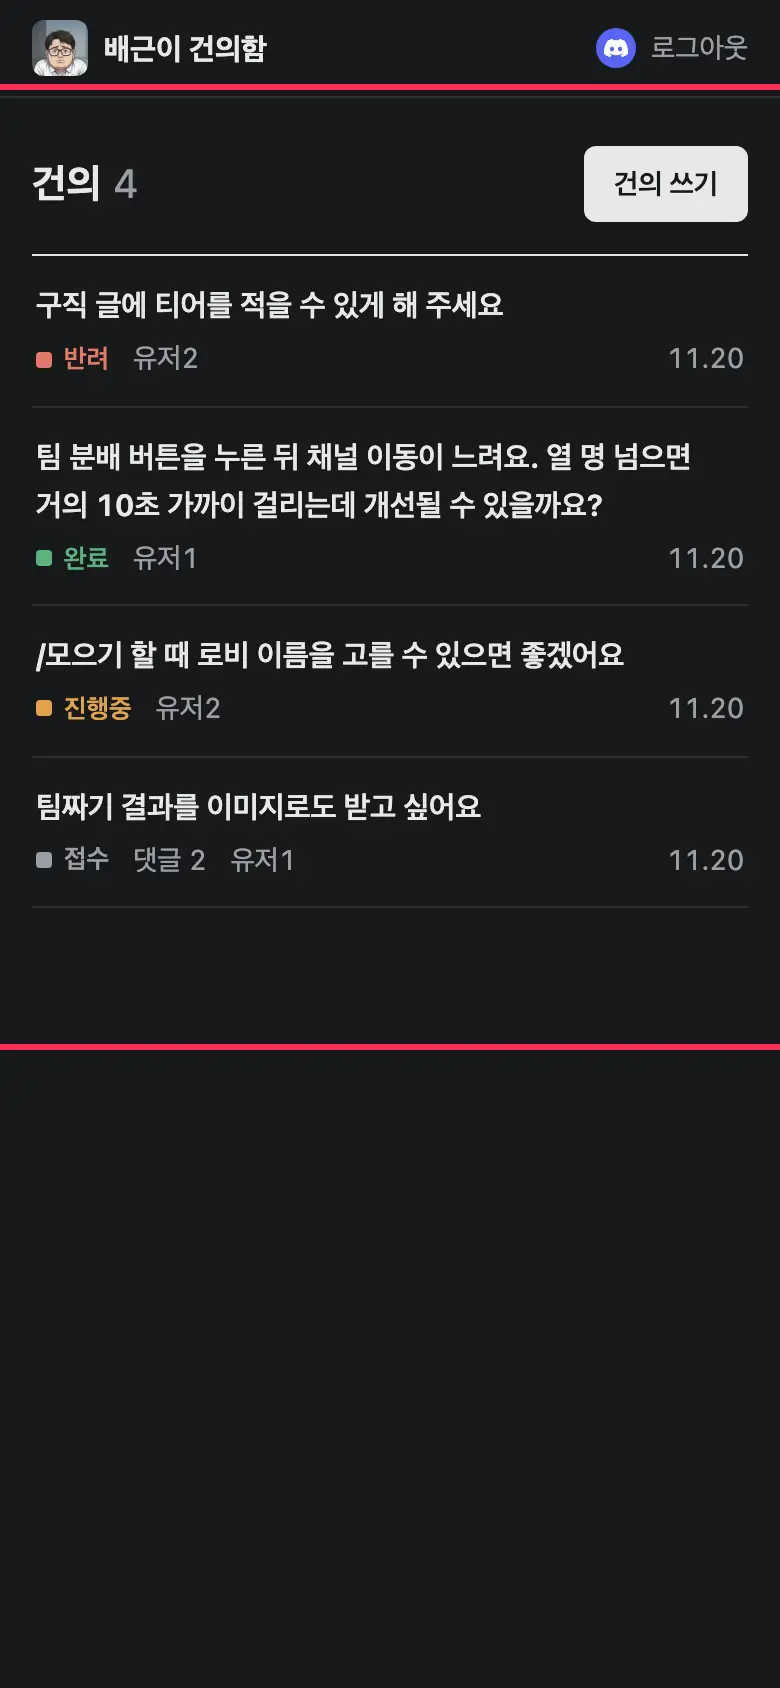 배근이 건의함
로그아웃
건의 4
건의 쓰기
구직 글에 티어를 적을 수 있게 해 주세요
반려 유저2 11.20
팀 분배 버튼을 누른 뒤 채널 이동이 느려요. 열 명 넘으면
거의 10초 가까이 걸리는데 개선될 수 있을까요?
완료 유저1 11.20
/모으기 할 때 로비 이름을 고를 수 있으면 좋겠어요
진행중 유저2 11.20
팀짜기 결과를 이미지로도 받고 싶어요
접수 댓글 2 유저1 11.20